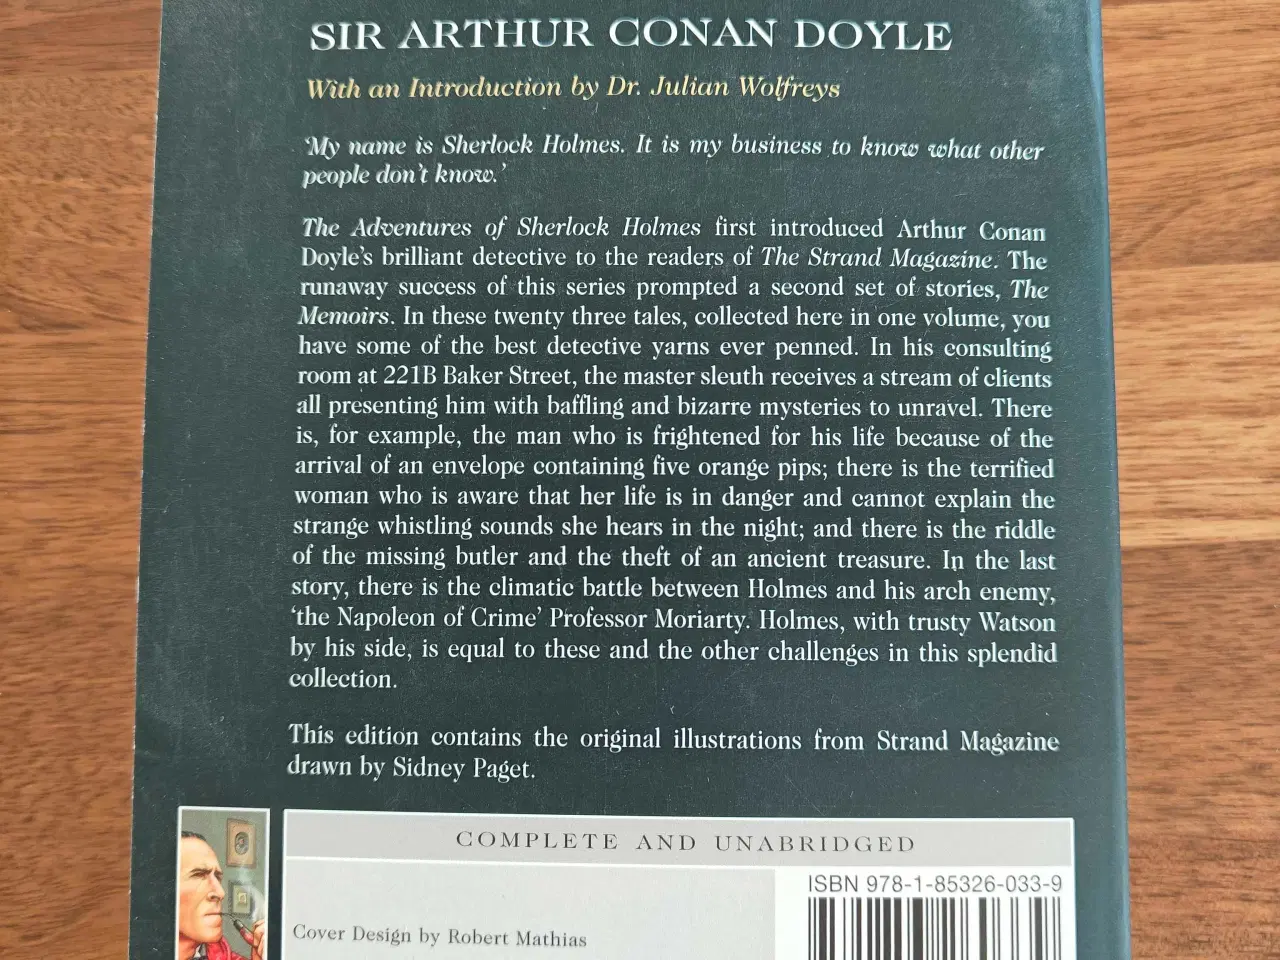 SIR ARTHUR CONAN DOYLE
With an Introduction by Dr. Julian Wolfreys
‘My name is Sherlock Holmes. It is my business to know what other
people don’t know.’
The Adventures of Sherlock Holmes first introduced Arthur Conan
Doyle’s brilliant detective to the readers of The Strand Magazine. The
runaway success of this series prompted a second set of stories, The
Memoirs. In these twenty three tales, collected here in one volume, you
have some of the best detective yarns ever penned. In his consulting
room at 221B Baker Street, the master sleuth receives a stream of clients
all presenting him with baffling and bizarre mysteries to unravel. There
is, for example, the man who is frightened for his life because of the
arrival of an envelope containing five orange pips; there is the terrified
woman who is aware that her life is in danger and cannot explain the
strange whistling sounds she hears in the night; and there is the riddle
of the missing butler and the theft of an ancient treasure. In the last
story, there is the climatic battle between Holmes and his arch enemy,
‘the Napoleon of Crime’ Professor Moriarty. Holmes, with trusty Watson
by his side, is equal to these and the other challenges in this splendid
collection.
This edition contains the original illustrations from Strand Magazine
drawn by Sidney Paget.
COMPLETE AND UNABRIDGED
ISBN 978-1-85326-033-9
Cover Design by Robert Mathias